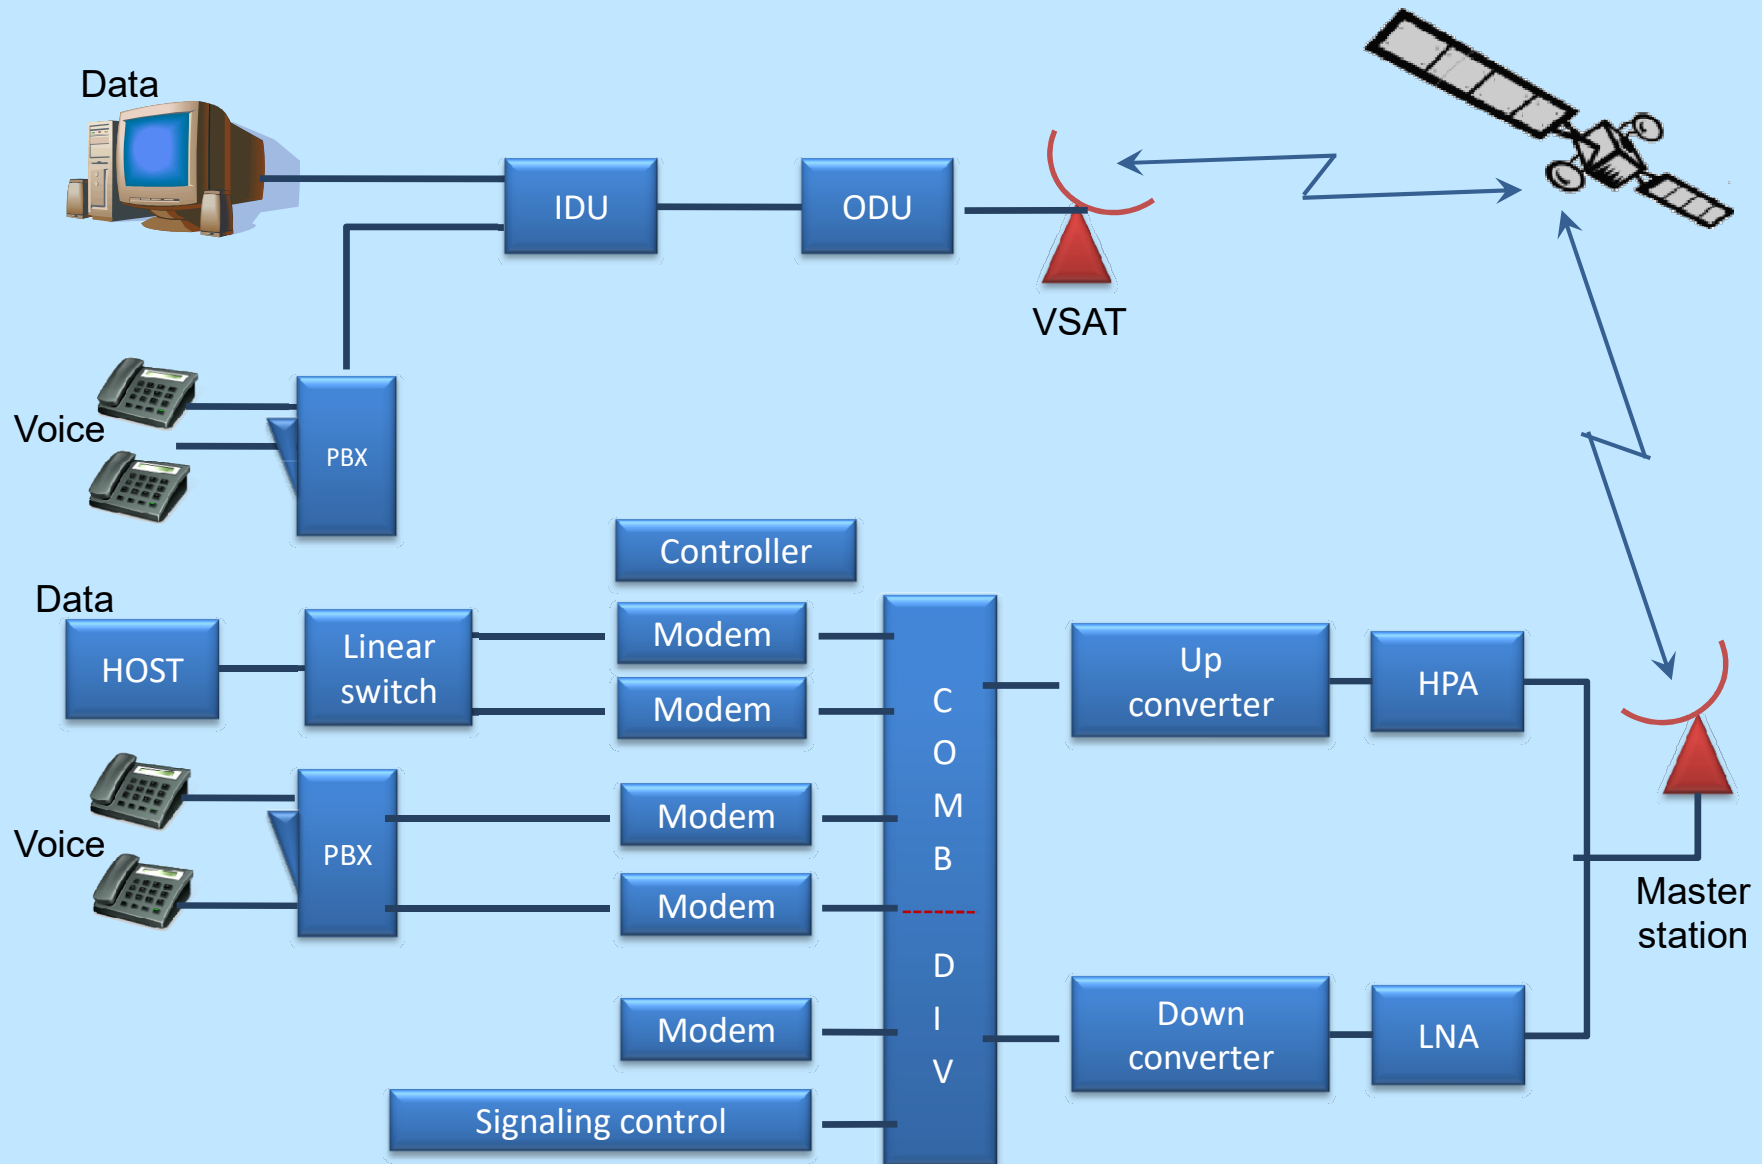 Data
IDU
ODU
VSAT
Voice
PBX
Controller
Data
HOST
Linear
switch
Modem
Modem
Up
converter
HPA
Voice
PBX
Modem
Modem
Modem
Signaling control
C
O
M
B
D
I
V
Down
converter
LNA
Master
station